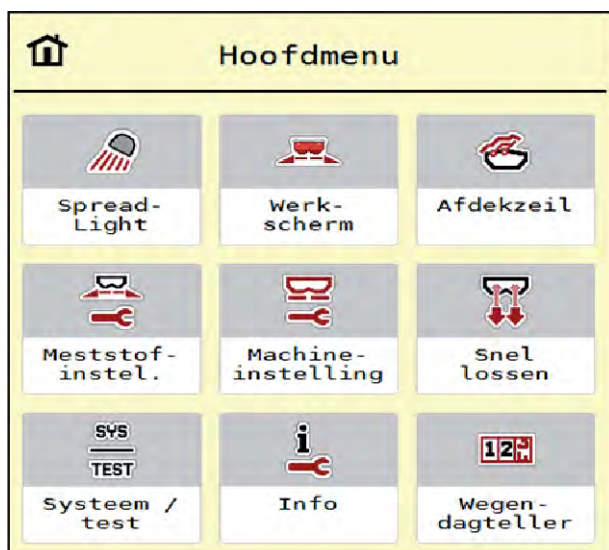 Hoofdmenu
Spread-
Light
Werk-
scherm
Afdekzeil
Meststof-
instel.
Machine-
instelling
Snel
lossen
SYS
TEST
Systeem /
test
i
Info
12
Wegen-
dagteller